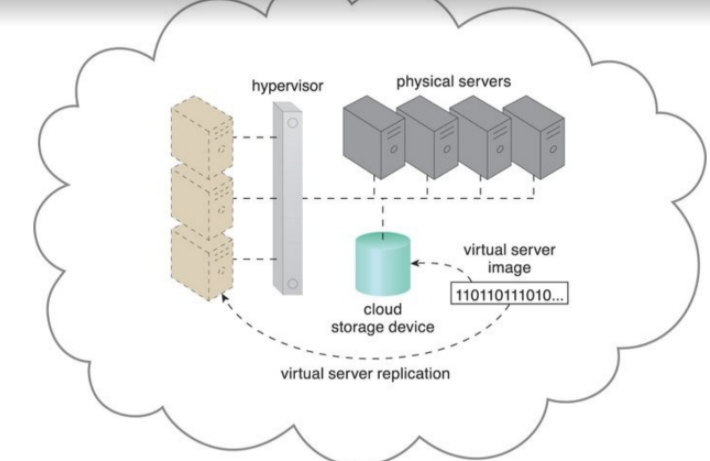 hypervisor
physical servers
virtual server
image
110110111010...
cloud
storage device
virtual server replication